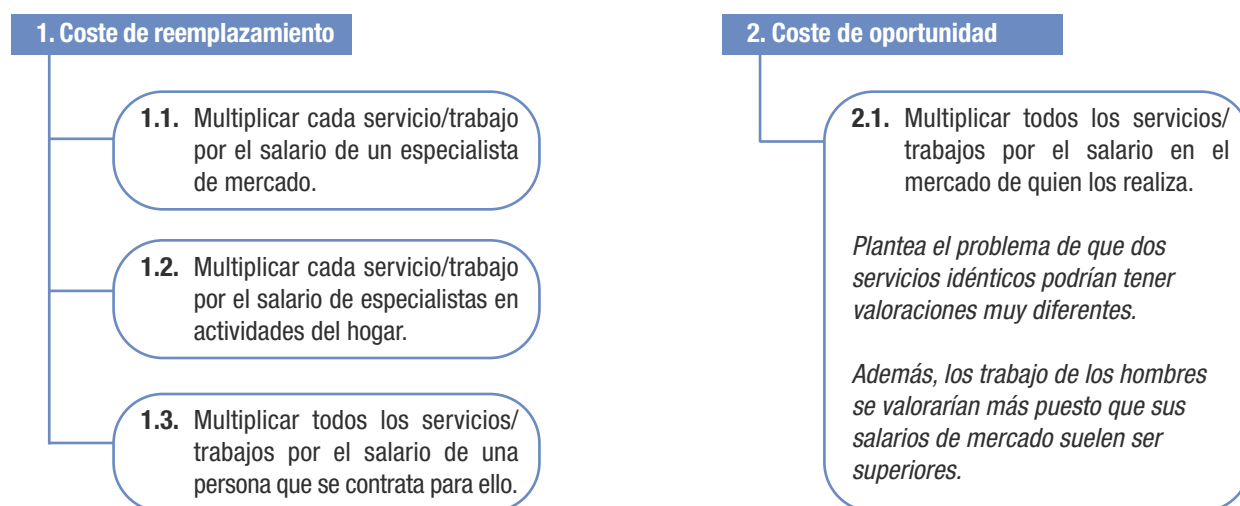 1. Coste de reemplazamiento
1.1. Multiplicar cada servicio/trabajo
por el salario de un especialista
de mercado.
1.2. Multiplicar cada servicio/trabajo
por el salario de especialistas en
actividades del hogar.
1.3. Multiplicar todos los servicios/
trabajos por el salario de una
persona que se contrata para ello.
2. Coste de oportunidad
2.1. Multiplicar todos los servicios/
trabajos por el salario en el
mercado de quien los realiza.
Plantea el problema de que dos
servicios idénticos podrían tener
valoraciones muy diferentes.
Además, los trabajo de los hombres
se valorarían más puesto que sus
salarios de mercado suelen ser
superiores.